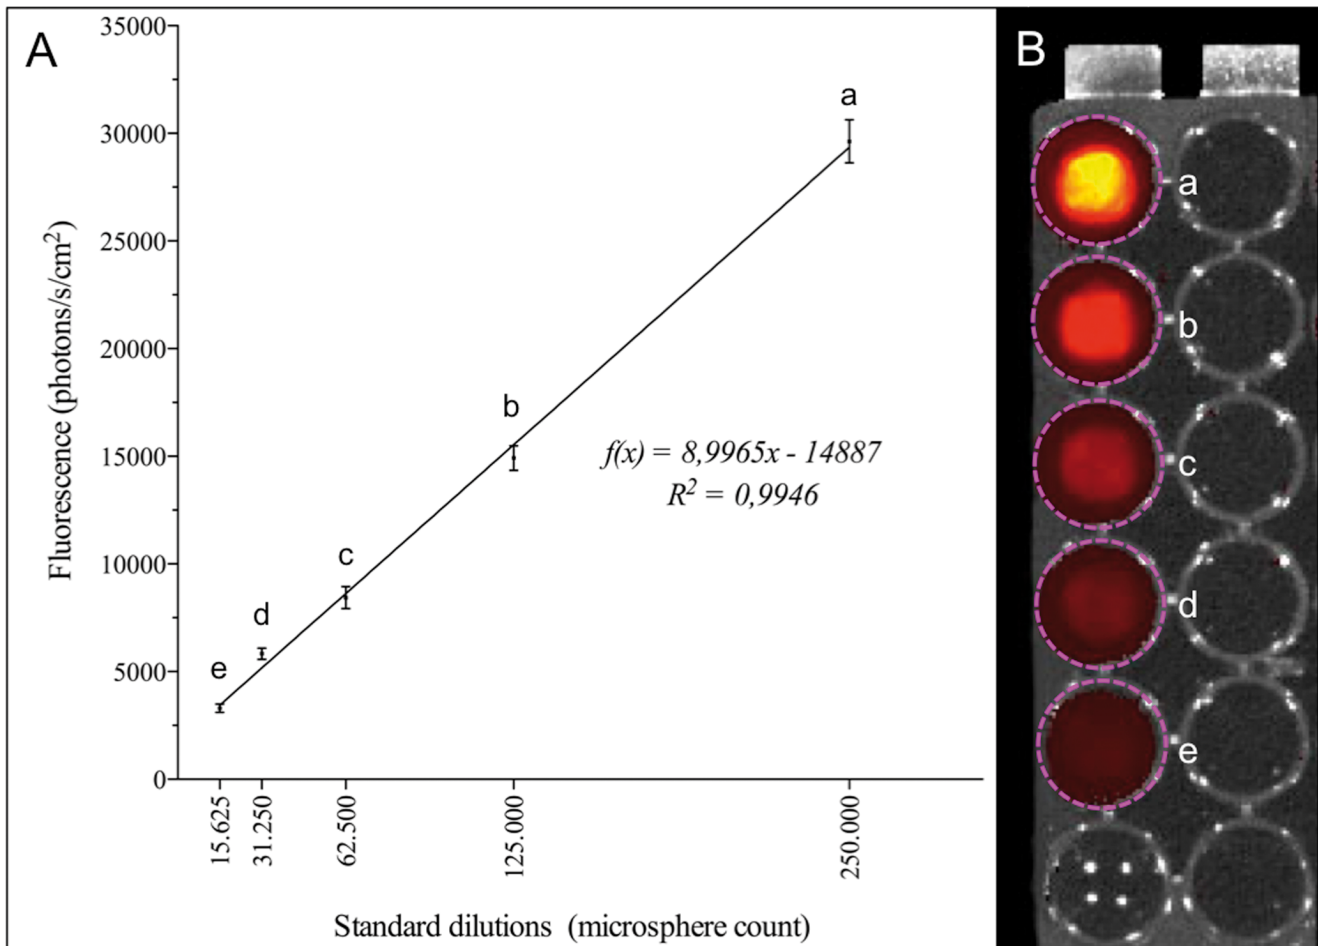 A
35000
30000
25000
20000
15000
10000
5000
0
Fluorescence (photons/s/cm²)
a
b
c
d
e
f(x) = 8,9965x - 14887
R² = 0,9946
15.625
31.250
62.500
125.000
250.000
Standard dilutions (microsphere count)
B
a
b
c
d
e